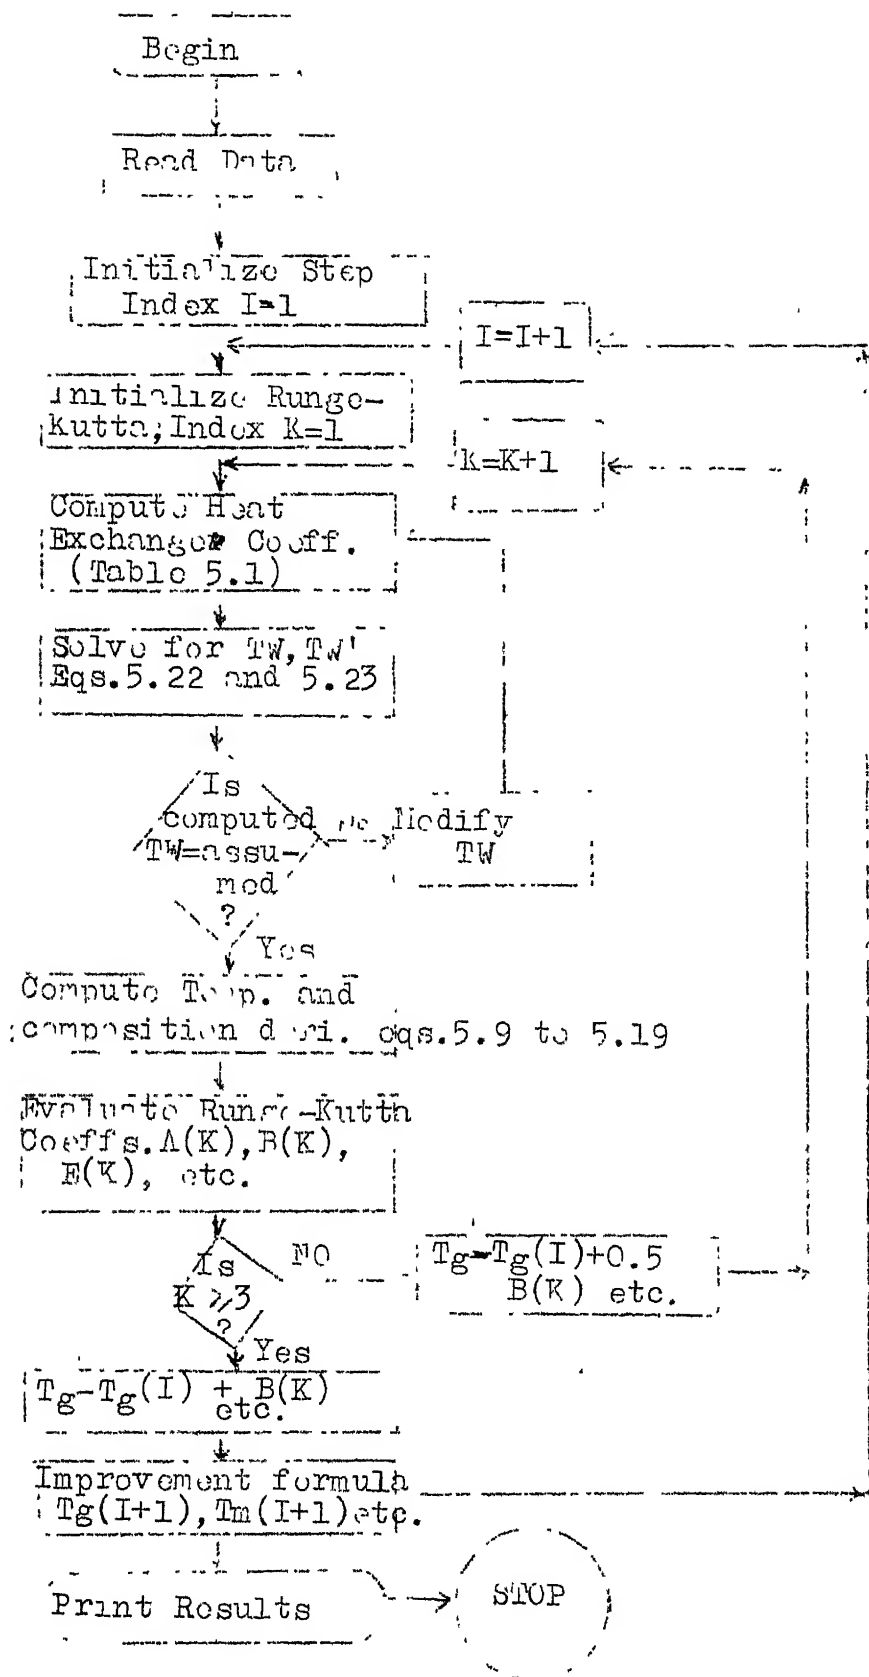 Begin
Read Data
Initialize Step
Index I=1
I=I+1
Initialize Runge-
Kutta, Index K=1
K=K+1
Compute Heat
Exchanger Coeff.
(Table 5.1)
Solve for TW, TW'
Eqs.5.22 and 5.23
Is
computed
TW=assu-
med
?
No
Modify
TW
Yes
Compute Temp. and
composition deri. eqs.5.9 to 5.19
Evaluate Runge-Kutta
Coeffs.A(K),B(K),
E(K), etc.
Is
K ⩾3
?
NO
Tg=Tg(I)+0.5
B(K) etc.
Yes
Tg-Tg(I) + B(K)
etc.
Improvement formula
Tg(I+1),Tm(I+1)etc.
Print Results
STOP